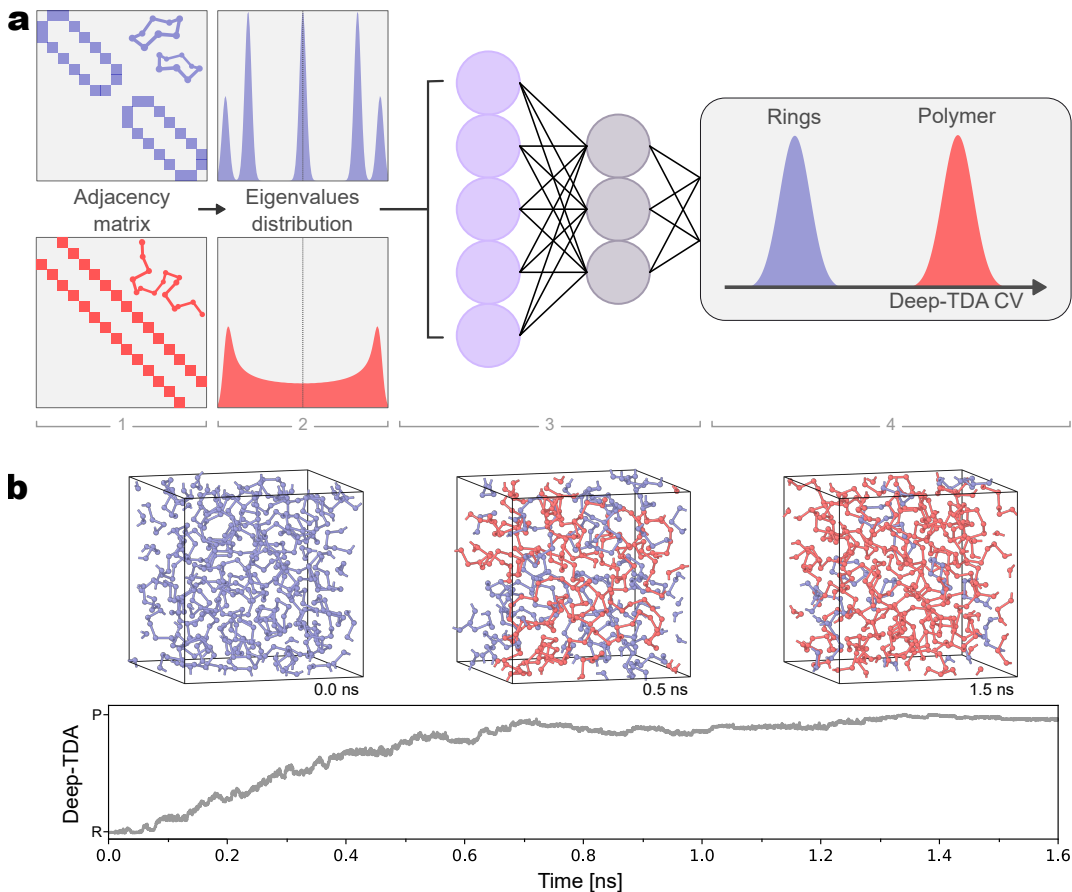 a
Adjacency
matrix
Eigenvalues
distribution
Rings
Polymer
Deep-TDA CV
1
2
3
4
b
0.0 ns
0.5 ns
1.5 ns
Deep-TDA
P
R
0.0
0.2
0.4
0.6
0.8
1.0
1.2
1.4
1.6
Time [ns]